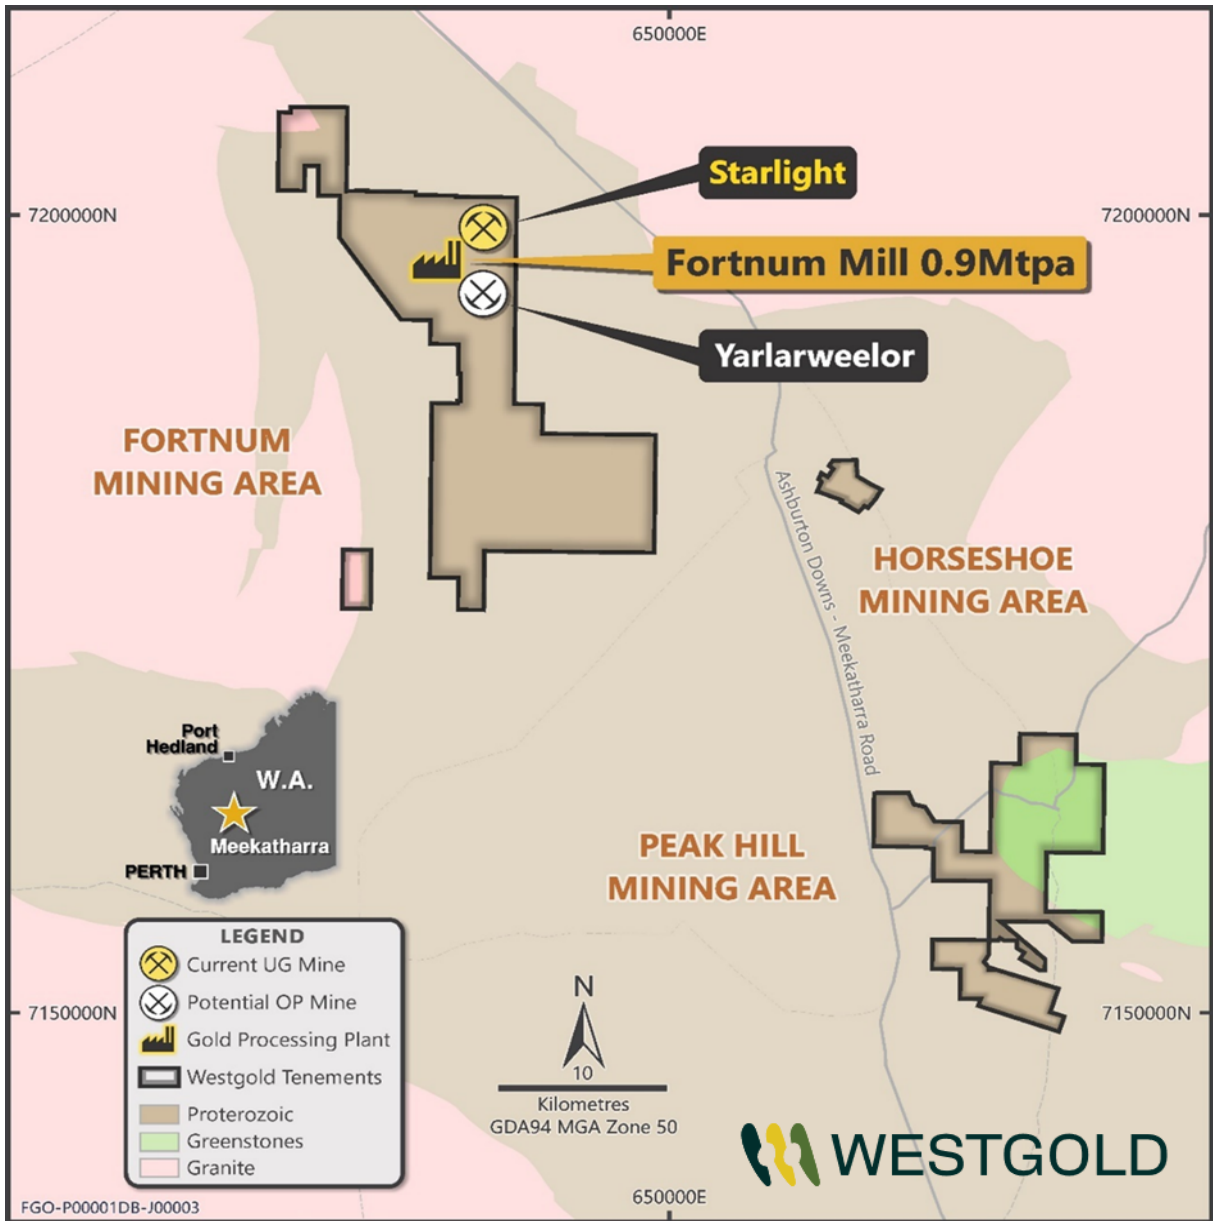 650000E
Starlight
7200000N
7200000N
Fortnum Mill 0.9Mtpa
Yarlarweelor
FORTNUM
MINING AREA
Ashburton Downs - Meekatharra Road
HORSESHOE
MINING AREA
Port
Hedland
W.A.
Meekatharra
PERTH
PEAK HILL
MINING AREA
LEGEND
Current UG Mine
Potential OP Mine
Gold Processing Plant
Westgold Tenements
Proterozoic
Greenstones
Granite
7150000N
7150000N
N
10
Kilometres
GDA94 MGA Zone 50
WESTGOLD
650000E
FGO-P00001DB-J00003